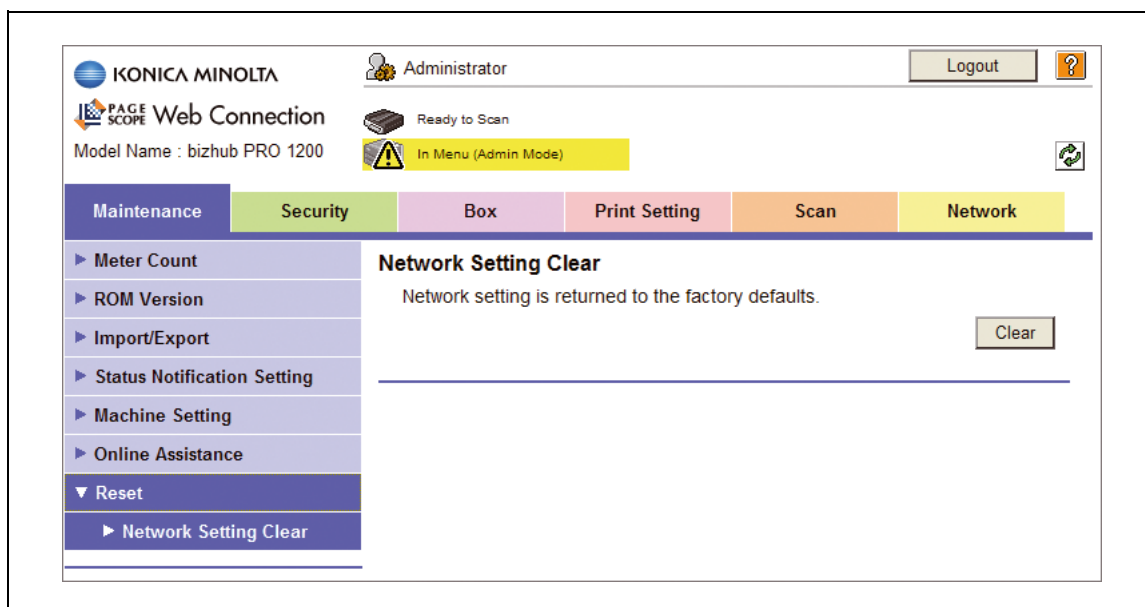 KONICA MINOLTA
Administrator
Logout
?
PAGE SCOPE Web Connection
Ready to Scan
Model Name : bizhub PRO 1200
In Menu (Admin Mode)
Maintenance
Security
Box
Print Setting
Scan
Network
Meter Count
ROM Version
Import/Export
Status Notification Setting
Machine Setting
Online Assistance
Reset
Network Setting Clear
Network Setting Clear
Network setting is returned to the factory defaults.
Clear